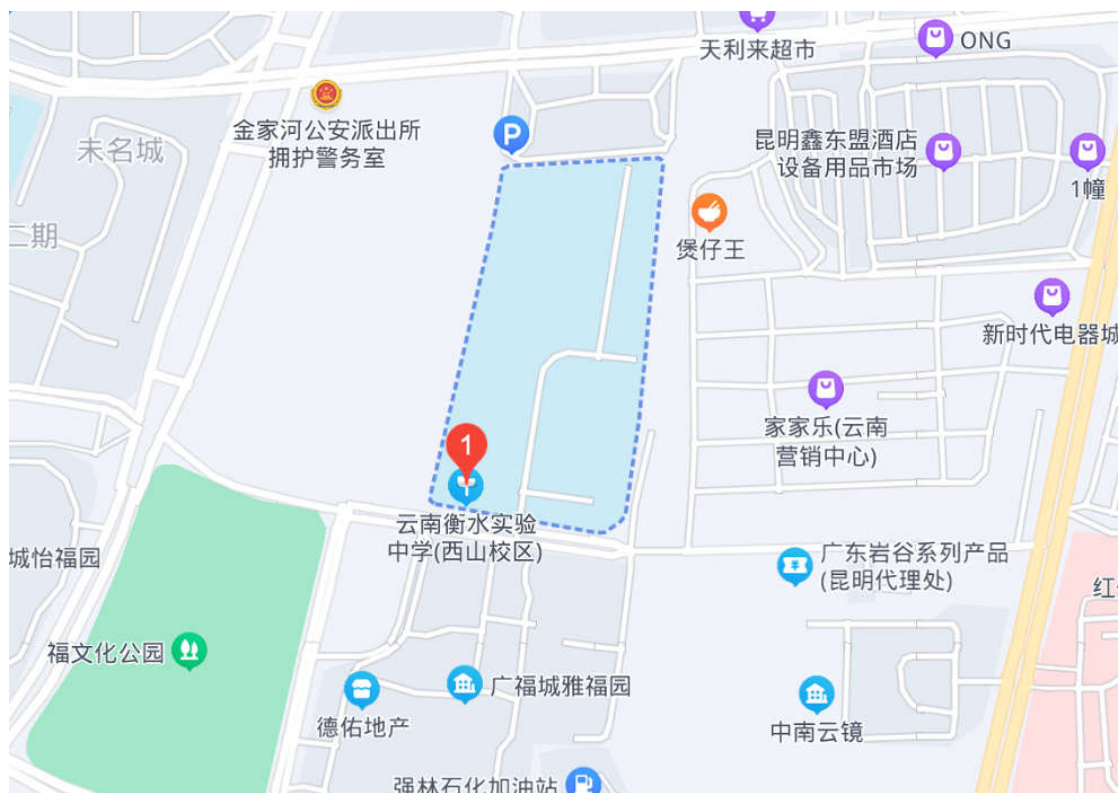 天利来超市
ONG
金家河公安派出所
拥护警务室
P
未名城
昆明鑫东盟酒店
设备用品市场
1幢
二期
煲仔王
新时代电器城
家家乐(云南
营销中心)
1
云南衡水实验
中学(西山校区)
城怡福园
广东岩谷系列产品
(昆明代理处)
红
福文化公园
广福城雅福园
德佑地产
中南云镜
强林石化加油站